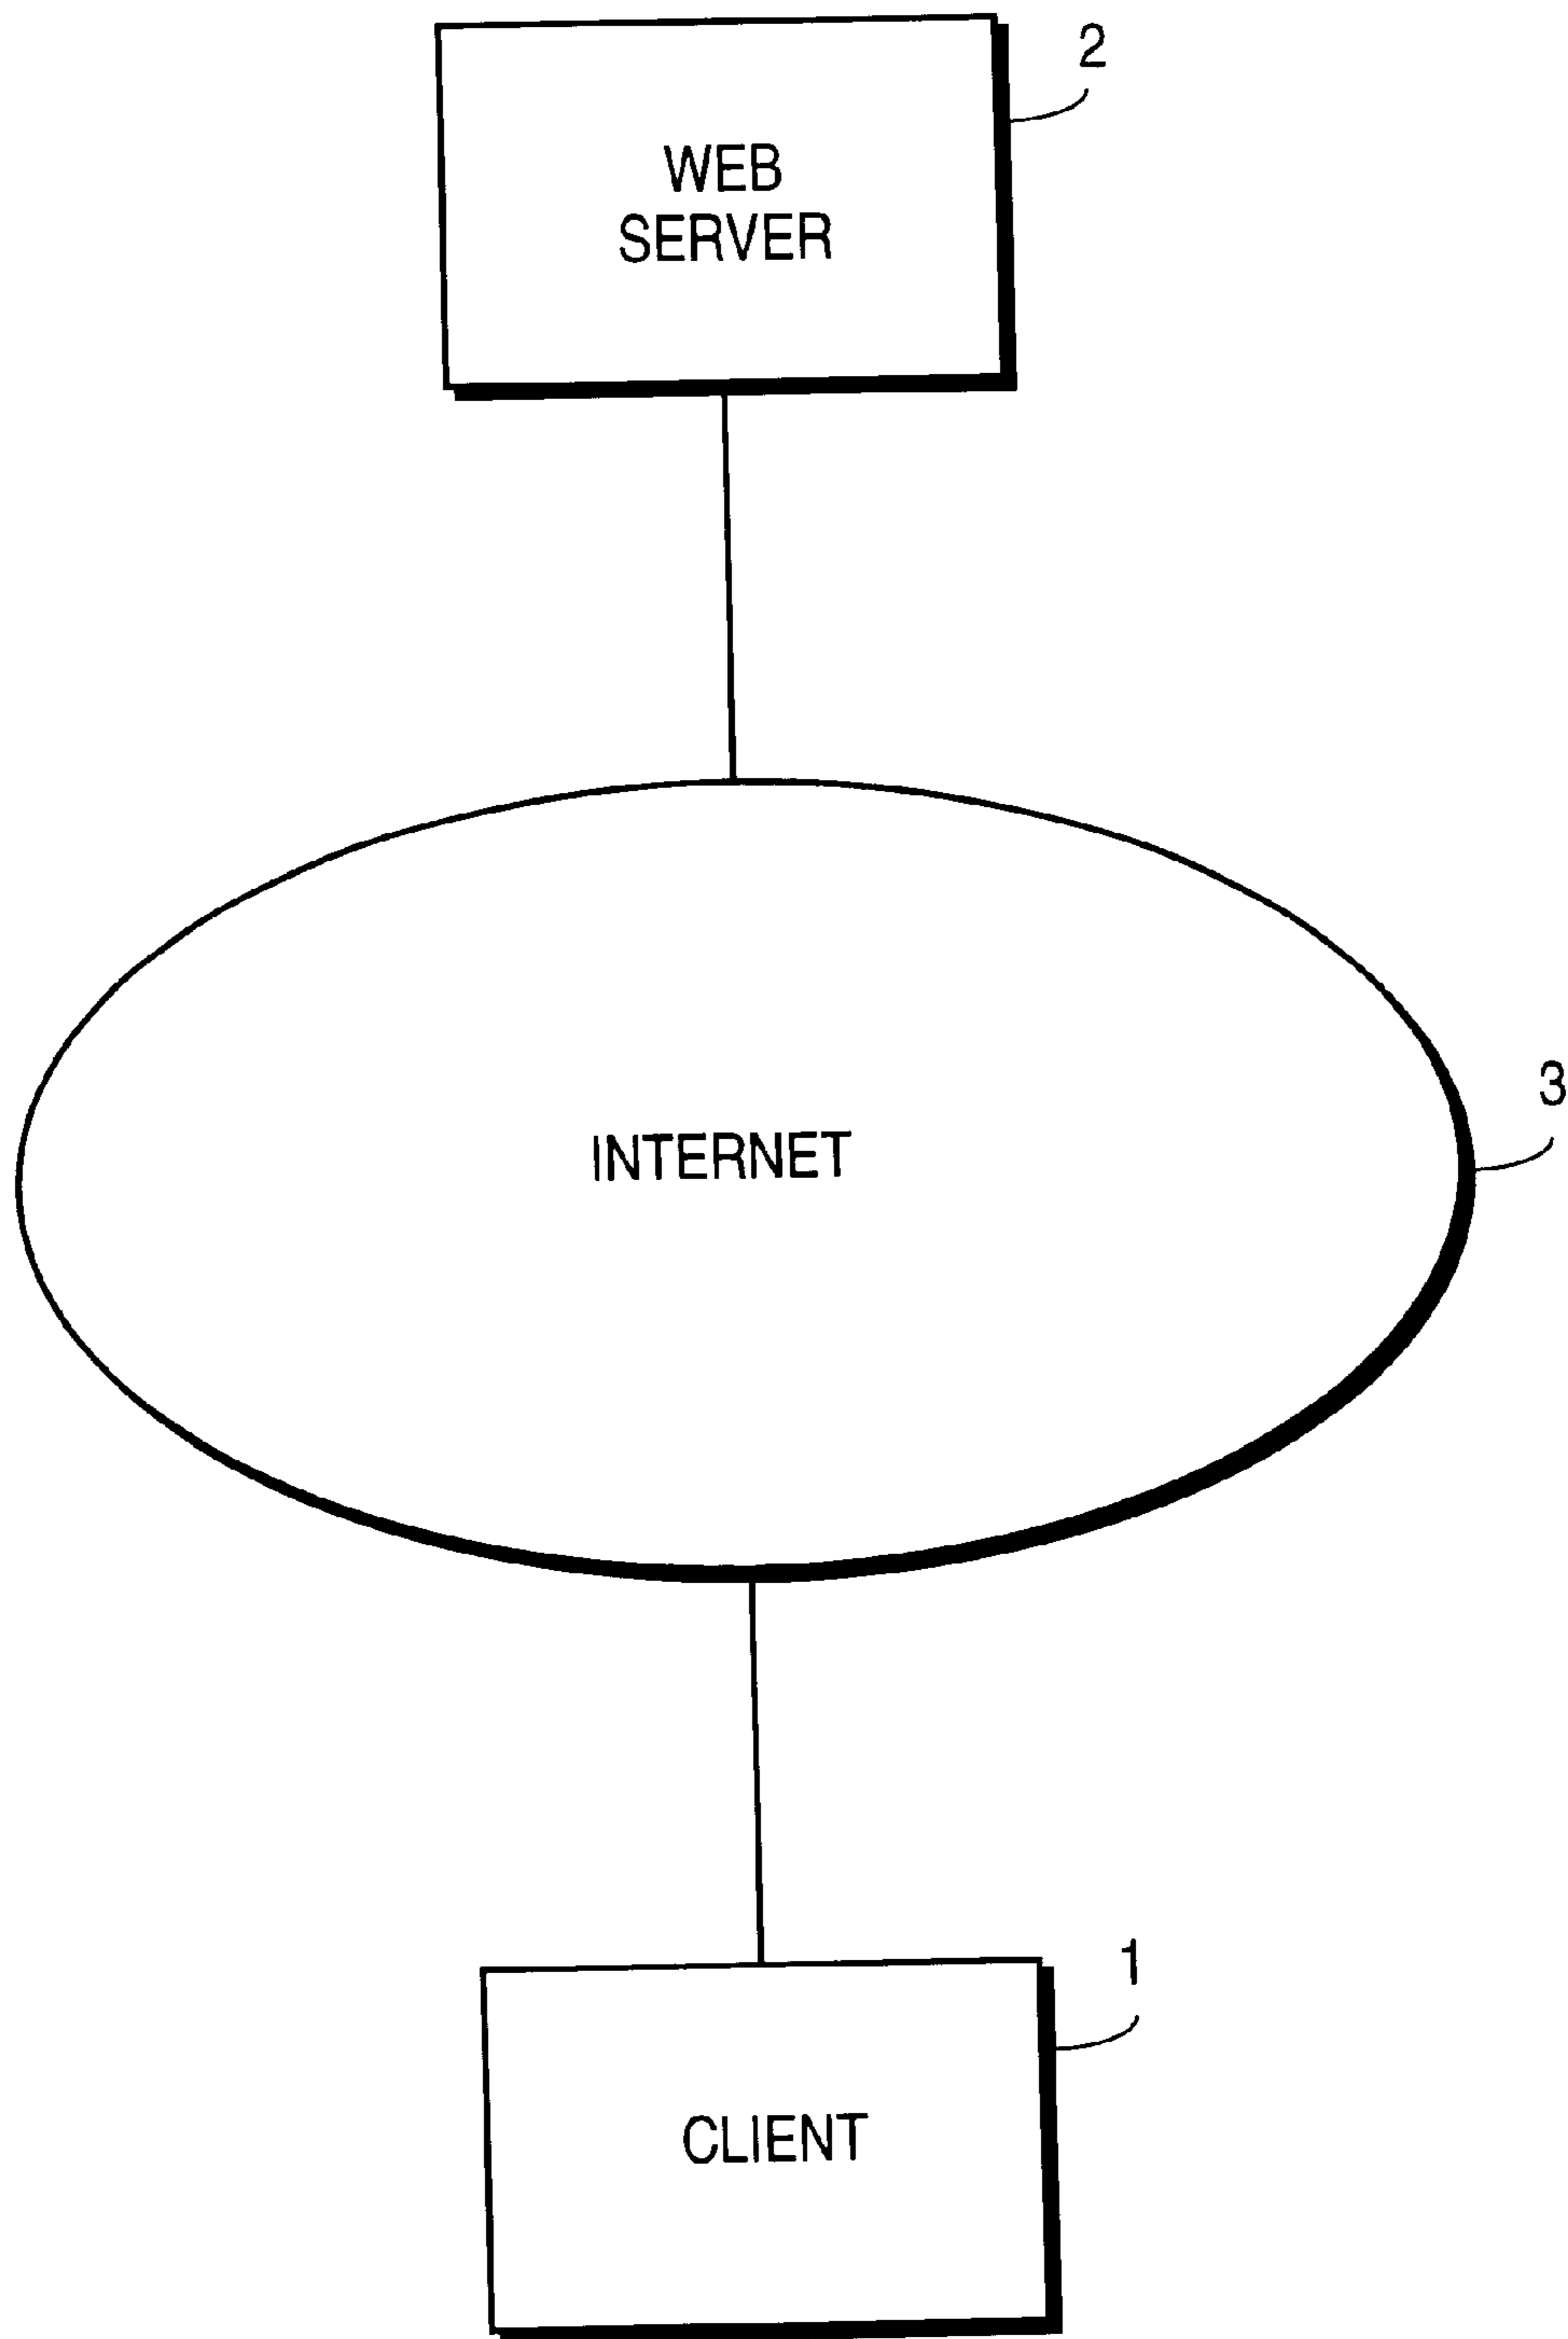 2
WEB
SERVER
3
INTERNET
1
CLIENT